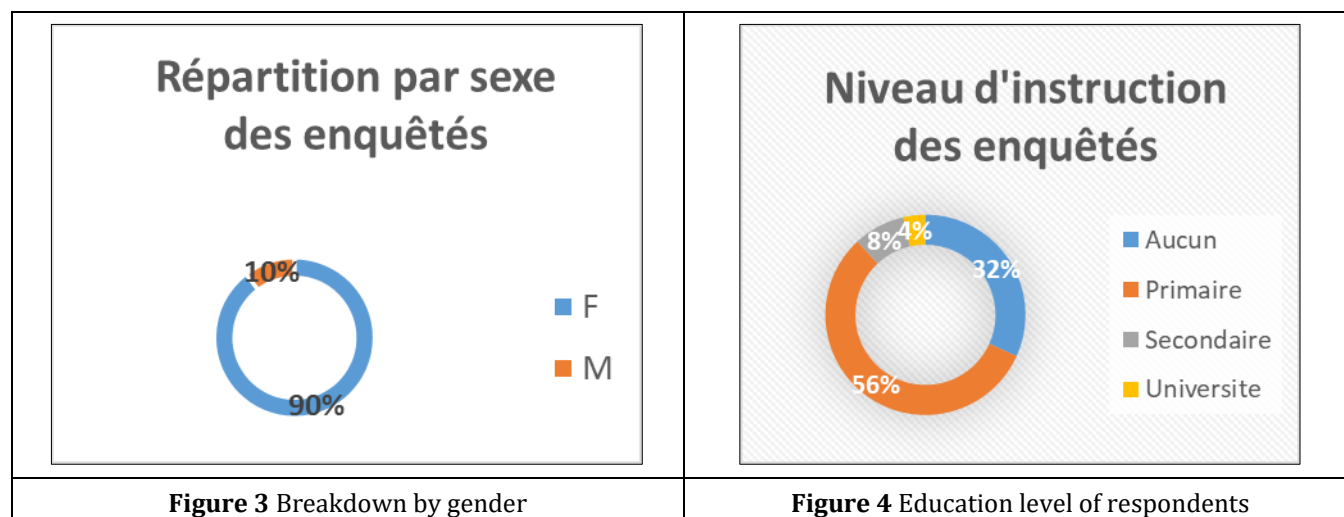 Répartition par sexe
des enquêtés
10%
90%
F
M
Figure 3 Breakdown by gender
Niveau d'instruction
des enquêtés
4%
8%
32%
56%
Aucun
Primaire
Secondaire
Universite
Figure 4 Education level of respondents